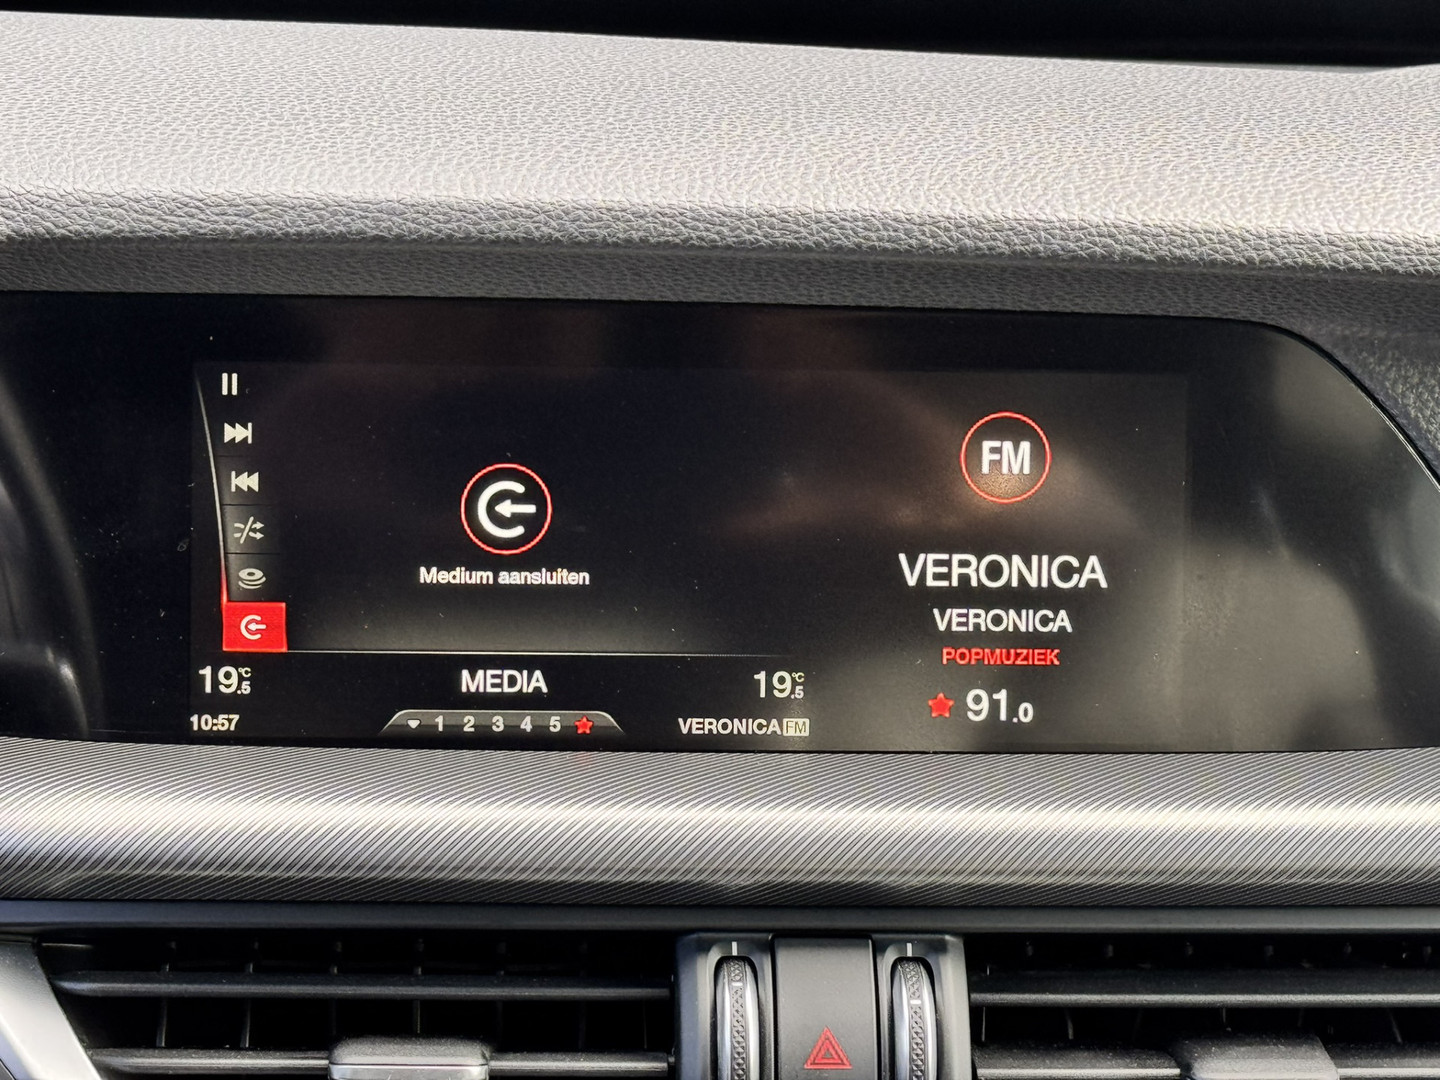 Medium aansluiten
19.5 °C
MEDIA
19.5 °C
10:57
1 2 3 4 5
VERONICA FM
FM
VERONICA
VERONICA
POPMUZIEK
91.0